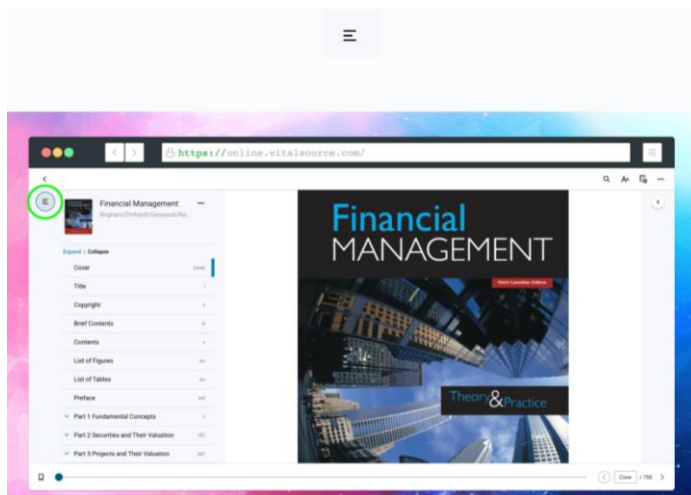 https://online.vitalsource.com/
Financial Management
Expand | Collapse
Cover
Cover
Title
i
Copyright
Brief Contents
Contents
List of Figures
List of Tables
Preface
Part 1 Fundamental Concepts
1
Part 2 Securities and Their Valuation
Part 3 Projects and Their Valuation
Financial
MANAGEMENT
Third Canadian Edition
Theory & Practice
Cover / 750